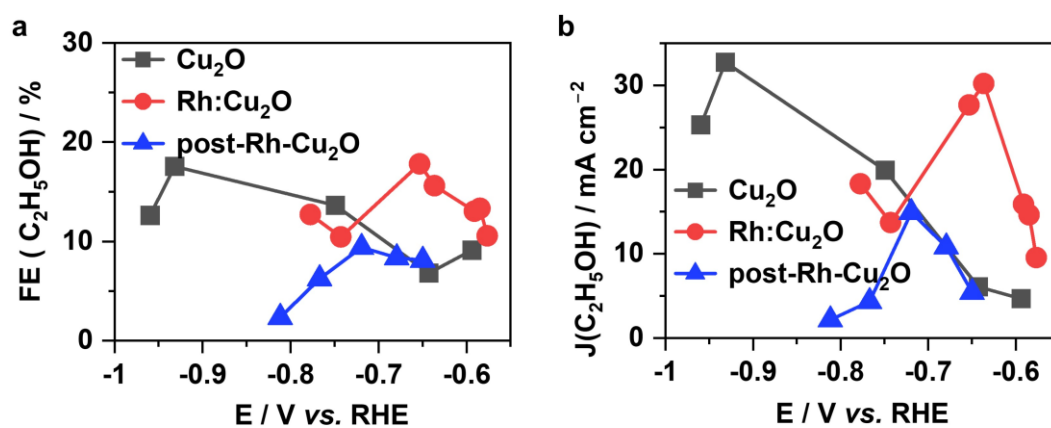 a
FE ( C₂H₅OH) / %
30
20
10
0
Cu₂O
Rh:Cu₂O
post-Rh-Cu₂O
-1 -0.9 -0.8 -0.7 -0.6
E / V vs. RHE
b
J(C₂H₅OH) / mA cm⁻²
30
20
10
0
Cu₂O
Rh:Cu₂O
post-Rh-Cu₂O
-1 -0.9 -0.8 -0.7 -0.6
E / V vs. RHE